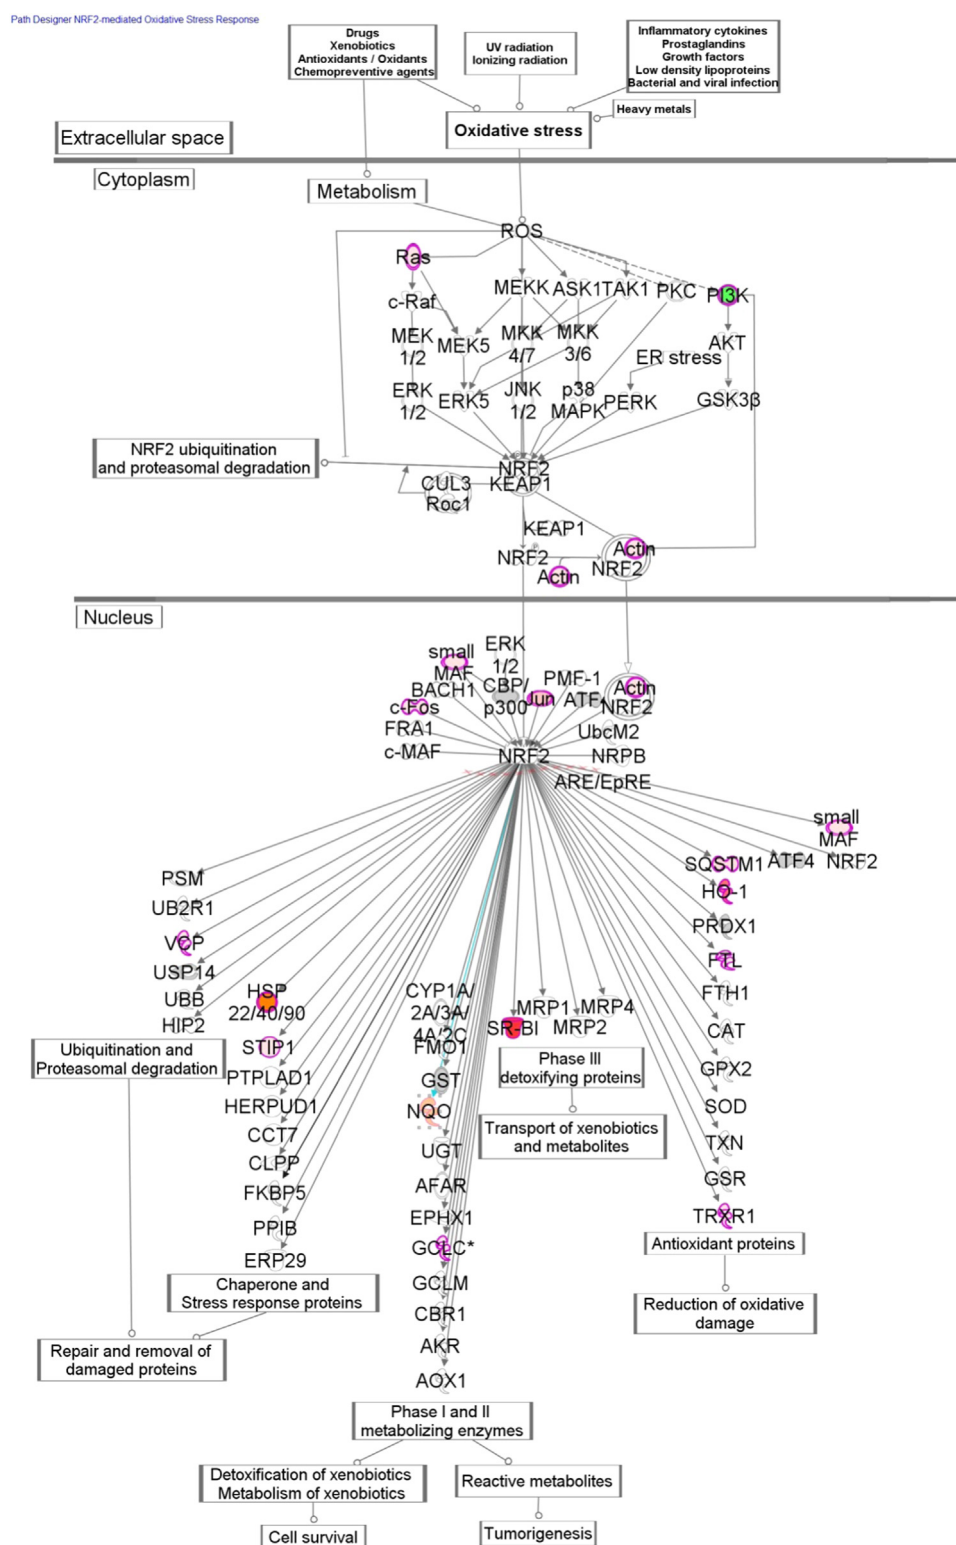 Path Designer NRF2-mediated Oxidative Stress Response
Drugs
Xenobiotics
Antioxidants / Oxidants
Chemopreventive agents
UV radiation
Ionizing radiation
Inflammatory cytokines
Prostaglandins
Growth factors
Low density lipoproteins
Bacterial and viral infection
Heavy metals
Oxidative stress
Extracellular space
Cytoplasm
Metabolism
ROS
Ras
MEKK
ASK1
TAK1
PKC
PI3K
c-Raf
MEK
1/2
MEK5
MKK
4/7
MKK
3/6
AKT
ER stress
ERK
1/2
ERK5
JNK
1/2
p38
MAPK
PERK
GSK3β
NRF2 ubiquitination
and proteasomal degradation
NRF2
KEAP1
CUL3
Roc1
KEAP1
NRF2
Actin
Actin
NRF2
Nucleus
small
MAF
ERK
1/2
BACH1
CBP/
p300
Jun
PMF-1
ATF4
Actin
NRF2
c-Fos
FRA1
c-MAF
UbcM2
NRF2
NRPB
ARE/EpRE
small
MAF
SQSTM1
ATF4
NRF2
PSM
UB2R1
VCP
USP14
UBB
HIP2
Ubiquitination and
Proteasomal degradation
HSP
22/40/90
STIP1
PTPLAD1
HERPUD1
CCT7
CLPP
FKBP5
PPIB
ERP29
Chaperone and
Stress response proteins
Repair and removal of
damaged proteins
CYP1A/
2A/3A/
4A/2C
FMO1
GST
NQO
UGT
AFAR
EPHX1
GCLC*
GCLM
CBR1
AKR
AOX1
Phase I and II
metabolizing enzymes
Detoxification of xenobiotics
Metabolism of xenobiotics
Cell survival
Reactive metabolites
Tumorigenesis
SR-BI
MRP1
MRP2
MRP4
Phase III
detoxifying proteins
Transport of xenobiotics
and metabolites
HO-1
PRDX1
FTL
FTH1
CAT
GPX2
SOD
TXN
GSR
TRXR1
Antioxidant proteins
Reduction of oxidative
damage